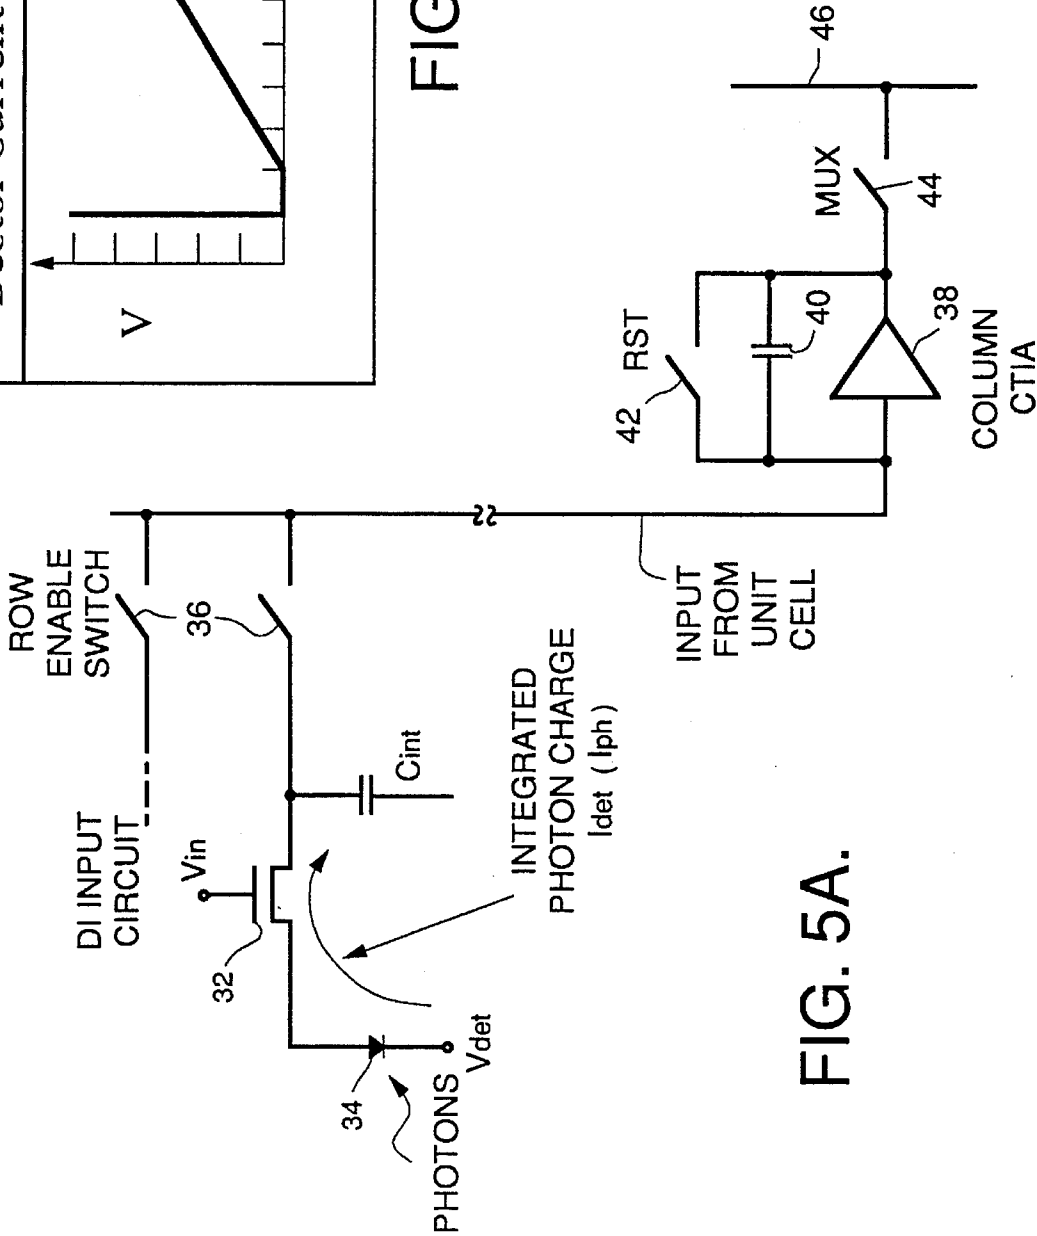 Current
V
FIG
ROW
ENABLE
SWITCH
36
DI INPUT
CIRCUIT
Vin
32
34
PHOTONS
Vdet
Cint
INTEGRATED
PHOTON CHARGE
Idet ( Iph )
INPUT
FROM
UNIT
CELL
42
RST
40
38
COLUMN
CTIA
MUX
44
46
FIG. 5A.